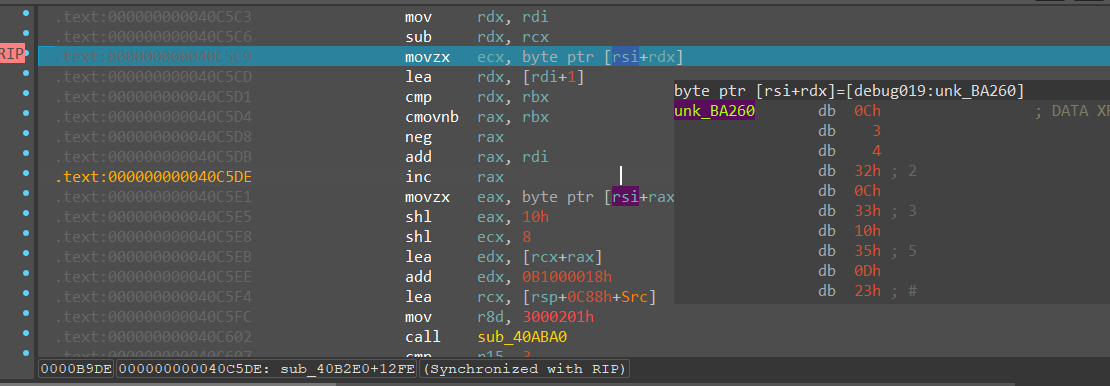 .text:000000000040C5C3 mov rdx, rdi
.text:000000000040C5C6 sub rdx, rcx
RIP .text:000000000040C5C9 movzx ecx, byte ptr [rsi+rdx]
.text:000000000040C5CD lea rdx, [rdi+1]
.text:000000000040C5D1 cmp rdx, rbx
.text:000000000040C5D4 cmovnb rax, rbx
.text:000000000040C5D8 neg rax
.text:000000000040C5DB add rax, rdi
.text:000000000040C5DE inc rax
.text:000000000040C5E1 movzx eax, byte ptr [rsi+rax
.text:000000000040C5E5 shl eax, 10h
.text:000000000040C5E8 shl ecx, 8
.text:000000000040C5EB lea edx, [rcx+rax]
.text:000000000040C5EE add edx, 0B1000018h
.text:000000000040C5F4 lea rcx, [rsp+0C88h+Src]
.text:000000000040C5FC mov r8d, 3000201h
.text:000000000040C602 call sub_40ABA0
.text:000000000040C607 cmp r15, 3
byte ptr [rsi+rdx]=[debug019:unk_BA260]
unk_BA260 db 0Ch ; DATA XR
db 3
db 4
db 32h ; 2
db 0Ch
db 33h ; 3
db 10h
db 35h ; 5
db 0Dh
db 23h ; #
0000B9DE 000000000040C5DE: sub_40B2E0+12FE (Synchronized with RIP)